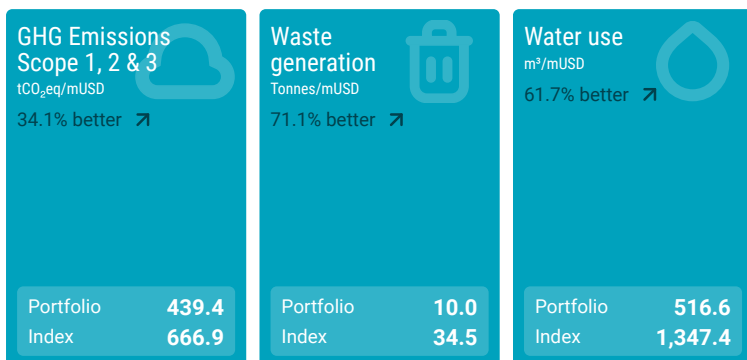 GHG Emissions
Scope 1, 2 & 3
tCO₂eq/mUSD
34.1% better
Portfolio 439.4
Index 666.9
Waste
generation
Tonnes/mUSD
71.1% better
Portfolio 10.0
Index 34.5
Water use
m³/mUSD
61.7% better
Portfolio 516.6
Index 1,347.4